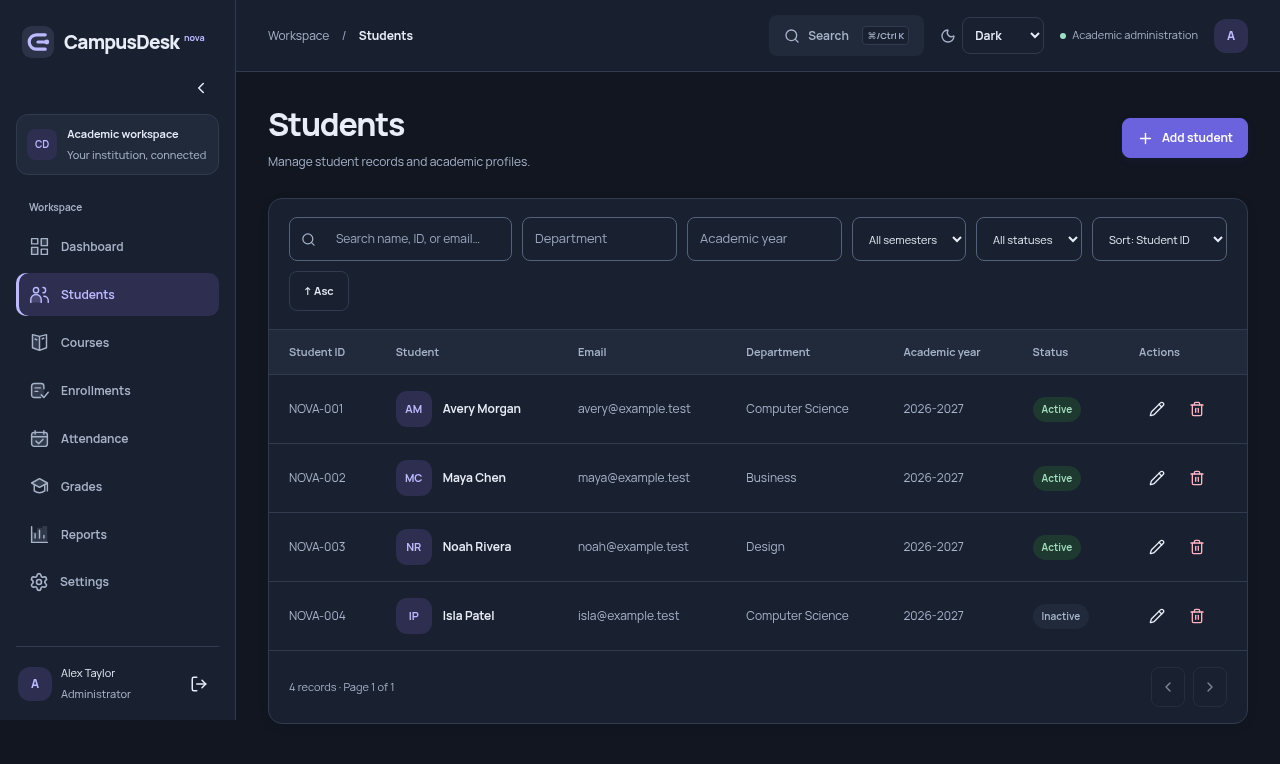 CampusDesk nova
CD
Academic workspace
Your institution, connected
Workspace
Dashboard
Students
Courses
Enrollments
Attendance
Grades
Reports
Settings
A
Alex Taylor
Administrator
Workspace / Students
Search ⌘/Ctrl K
Dark
Academic administration
A
Students
Manage student records and academic profiles.
Add student
Search name, ID, or email...
Department
Academic year
All semesters
All statuses
Sort: Student ID
↑ Asc
Student ID Student Email Department Academic year Status Actions
NOVA-001 AM Avery Morgan avery@example.test Computer Science 2026-2027 Active
NOVA-002 MC Maya Chen maya@example.test Business 2026-2027 Active
NOVA-003 NR Noah Rivera noah@example.test Design 2026-2027 Active
NOVA-004 IP Isla Patel isla@example.test Computer Science 2026-2027 Inactive
4 records · Page 1 of 1